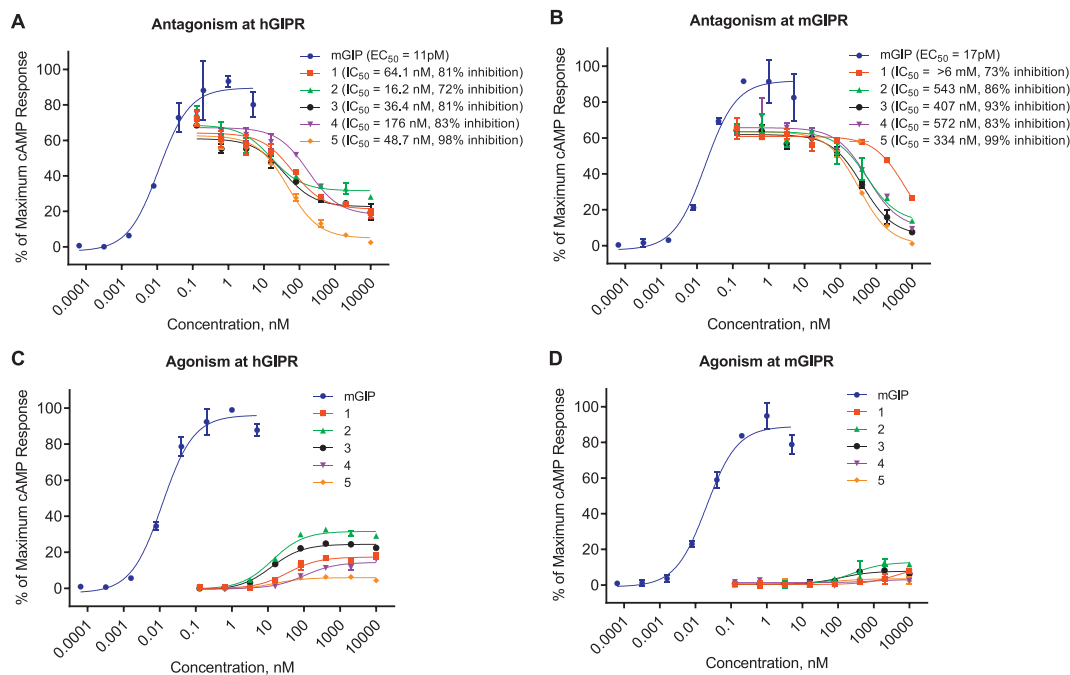 A
Antagonism at hGIPR
mGIP (EC50 = 11pM)
1 (IC50 = 64.1 nM, 81% inhibition)
2 (IC50 = 16.2 nM, 72% inhibition)
3 (IC50 = 36.4 nM, 81% inhibition)
4 (IC50 = 176 nM, 83% inhibition)
5 (IC50 = 48.7 nM, 98% inhibition)
% of Maximum cAMP Response
100
80
60
40
20
0
0.0001
0.001
0.01
0.1
1
10
100
1000
10000
Concentration, nM
B
Antagonism at mGIPR
mGIP (EC50 = 17pM)
1 (IC50 = >6 mM, 73% inhibition)
2 (IC50 = 543 nM, 86% inhibition)
3 (IC50 = 407 nM, 93% inhibition)
4 (IC50 = 572 nM, 83% inhibition)
5 (IC50 = 334 nM, 99% inhibition)
% of Maximum cAMP Response
100
80
60
40
20
0
0.0001
0.001
0.01
0.1
1
10
100
1000
10000
Concentration, nM
C
Agonism at hGIPR
mGIP
1
2
3
4
5
% of Maximum cAMP Response
100
80
60
40
20
0
0.0001
0.001
0.01
0.1
1
10
100
1000
10000
Concentration, nM
D
Agonism at mGIPR
mGIP
1
2
3
4
5
% of Maximum cAMP Response
100
80
60
40
20
0
0.0001
0.001
0.01
0.1
1
10
100
1000
10000
Concentration, nM